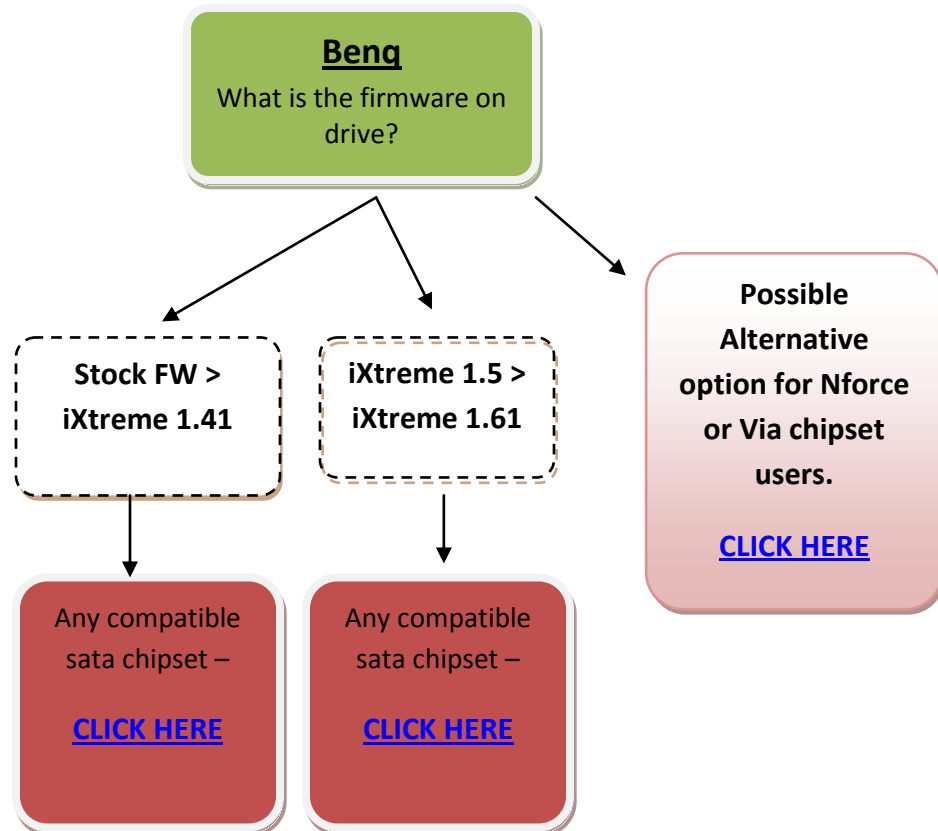 Benq
What is the firmware on
drive?
Stock FW >
iXtreme 1.41
iXtreme 1.5 >
iXtreme 1.61
Possible
Alternative
option for Nforce
or Via chipset
users.
CLICK HERE
Any compatible
sata chipset –
CLICK HERE
Any compatible
sata chipset –
CLICK HERE